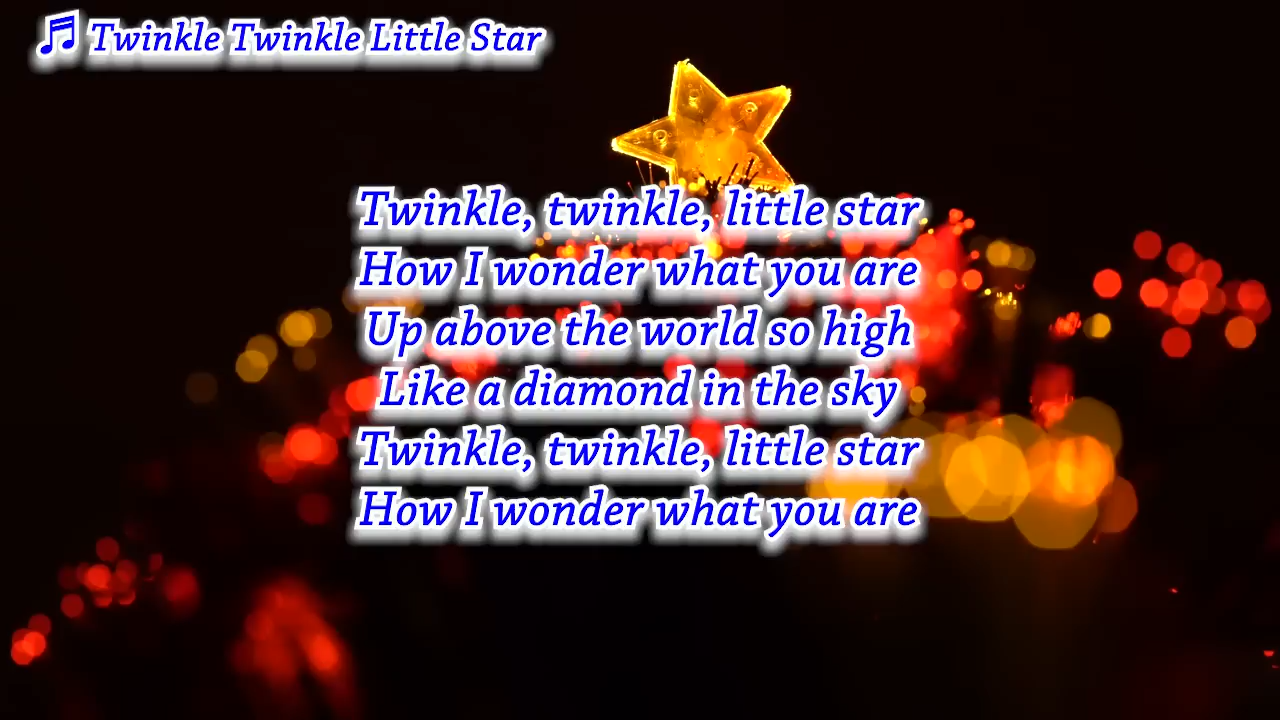 🎵 Twinkle Twinkle Little Star
Twinkle, twinkle, little star
How I wonder what you are
Up above the world so high
Like a diamond in the sky
Twinkle, twinkle, little star
How I wonder what you are